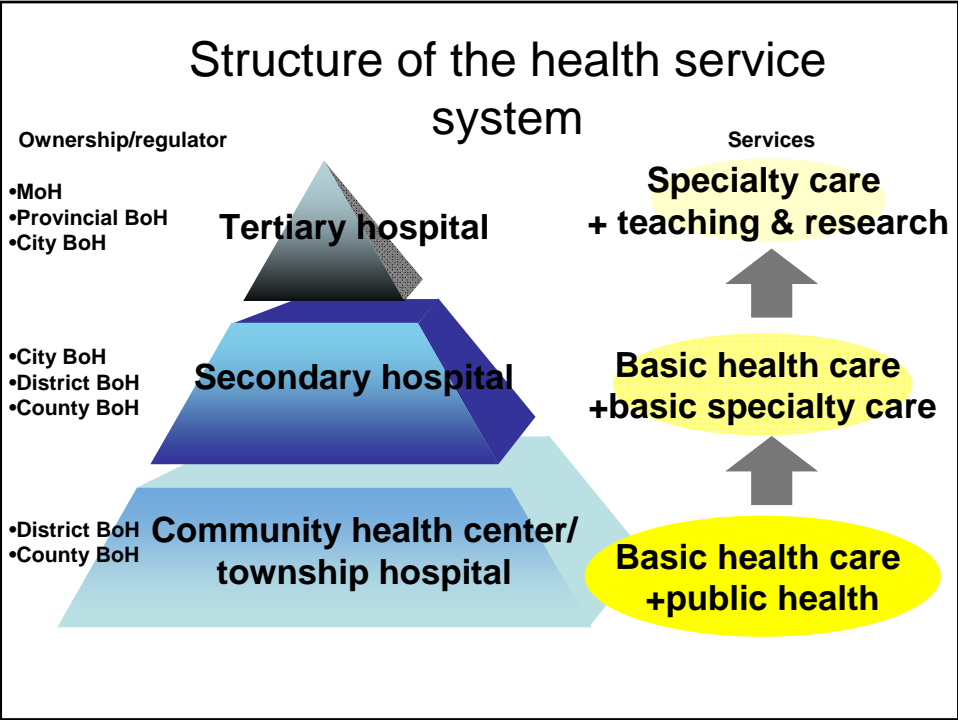 Structure of the health service
system
Ownership/regulator
Services
•MoH
•Provincial BoH
•City BoH
Tertiary hospital
Specialty care
+ teaching & research
•City BoH
•District BoH
•County BoH
Secondary hospital
Basic health care
+basic specialty care
•District BoH
•County BoH
Community health center/
township hospital
Basic health care
+public health